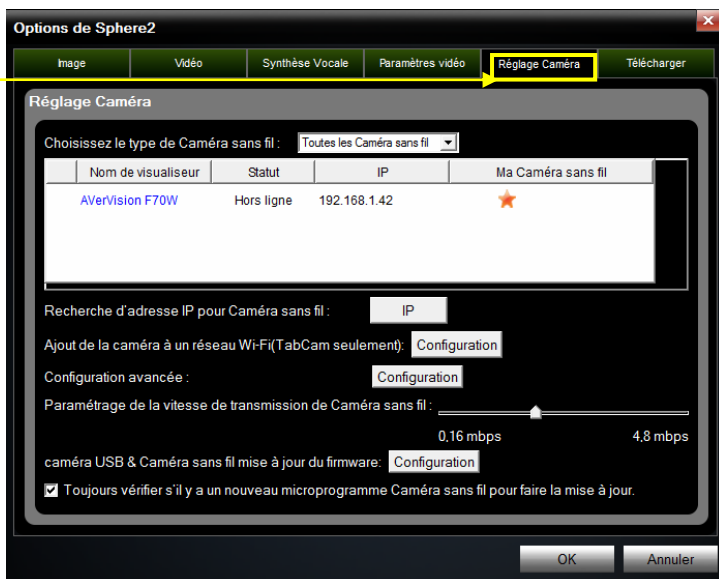 Options de Sphere2
Image Vidéo Synthèse Vocale Paramètres vidéo Réglage Caméra Télécharger
Réglage Caméra
Choisissez le type de Caméra sans fil : Toutes les Caméra sans fil
Nom de visualiseur Statut IP Ma Caméra sans fil
AVerVision F70W Hors ligne 192.168.1.42
Recherche d'adresse IP pour Caméra sans fil : IP
Ajout de la caméra à un réseau Wi-Fi(TabCam seulement): Configuration
Configuration avancée : Configuration
Paramétrage de la vitesse de transmission de Caméra sans fil :
0,16 mbps 4,8 mbps
caméra USB & Caméra sans fil mise à jour du firmware: Configuration
Toujours vérifier s'il y a un nouveau microprogramme Caméra sans fil pour faire la mise à jour.
OK Annuler